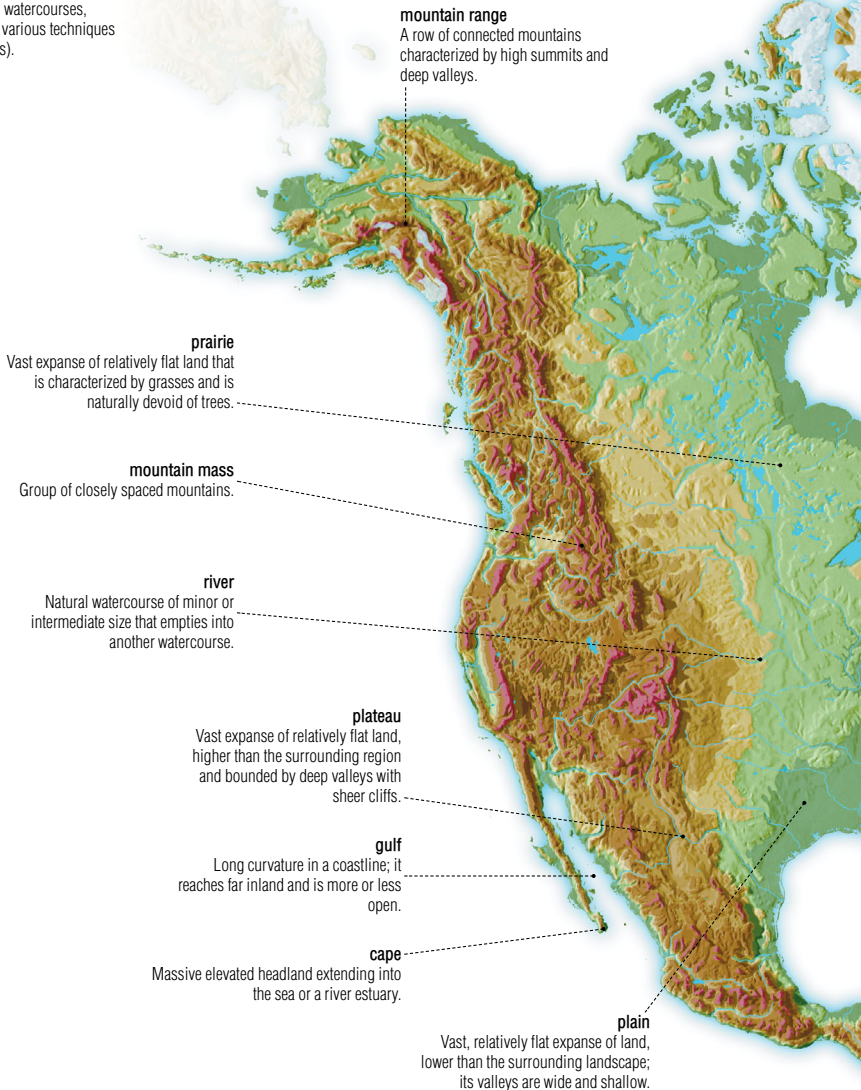 watercourses,
various techniques
s).
mountain range
A row of connected mountains
characterized by high summits and
deep valleys.
prairie
Vast expanse of relatively flat land that
is characterized by grasses and is
naturally devoid of trees.
mountain mass
Group of closely spaced mountains.
river
Natural watercourse of minor or
intermediate size that empties into
another watercourse.
plateau
Vast expanse of relatively flat land,
higher than the surrounding region
and bounded by deep valleys with
sheer cliffs.
gulf
Long curvature in a coastline; it
reaches far inland and is more or less
open.
cape
Massive elevated headland extending into
the sea or a river estuary.
plain
Vast, relatively flat expanse of land,
lower than the surrounding landscape;
its valleys are wide and shallow.